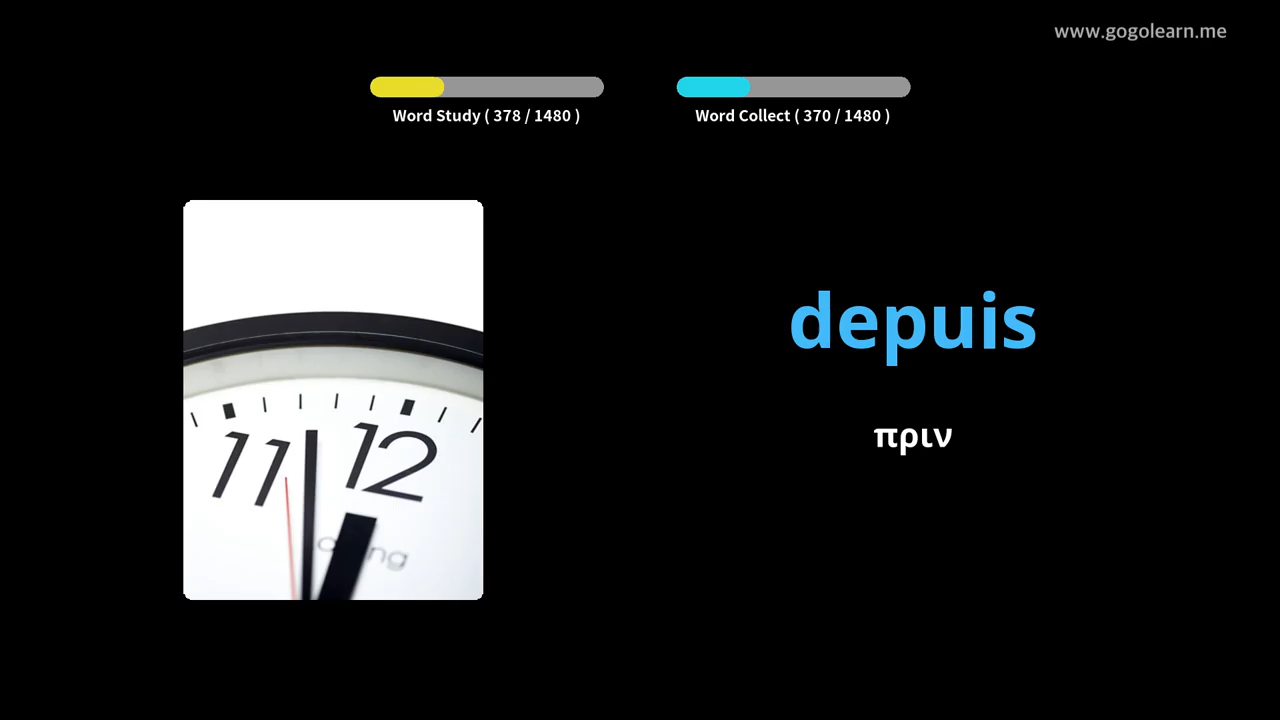 www.gogolearn.me
Word Study ( 378 / 1480 )
Word Collect ( 370 / 1480 )
depuis
πριν
11
12